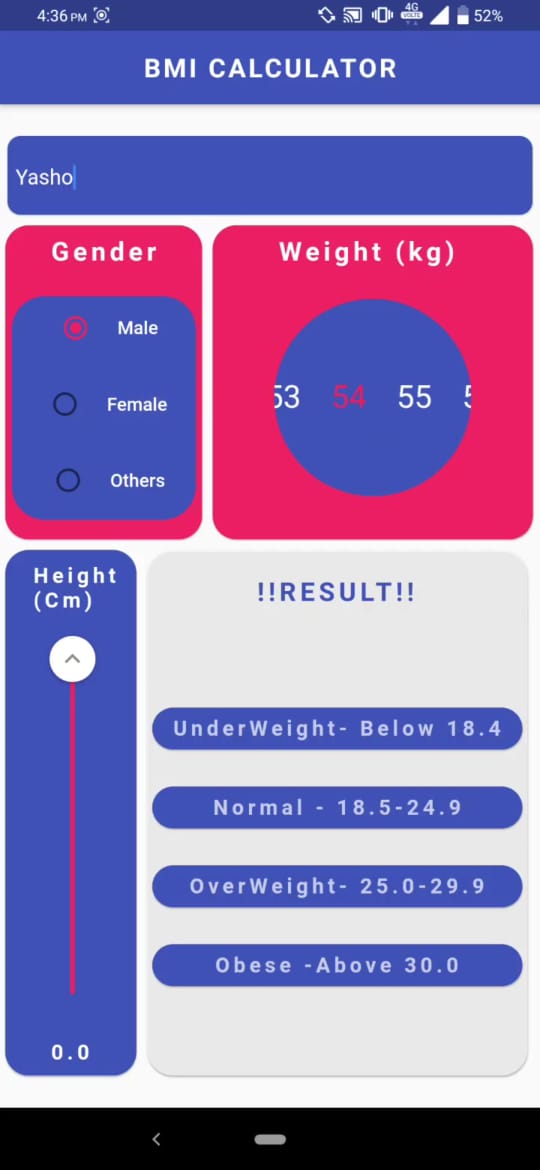 4:36 PM 4G VOLTE 52%
BMI CALCULATOR
Yasho
Gender
Male
Female
Others
Weight (kg)
53 54 55
Height
(Cm)
0.0
!!RESULT!!
UnderWeight- Below 18.4
Normal - 18.5-24.9
OverWeight- 25.0-29.9
Obese -Above 30.0